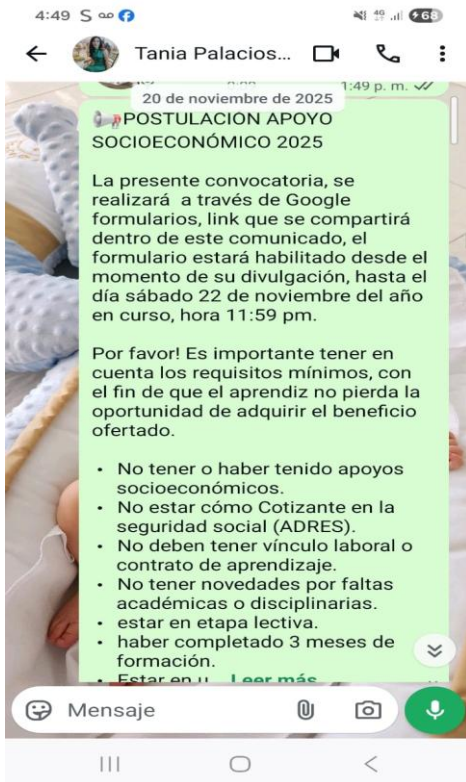 4:49 S
4G 68
Tania Palacios...
1:49 p. m.
20 de noviembre de 2025
POSTULACIÓN APOYO
SOCIOECONÓMICO 2025
La presente convocatoria, se
realizará a través de Google
formularios, link que se compartirá
dentro de este comunicado, el
formulario estará habilitado desde el
momento de su divulgación, hasta el
día sábado 22 de noviembre del año
en curso, hora 11:59 pm.
Por favor! Es importante tener en
cuenta los requisitos mínimos, con
el fin de que el aprendiz no pierda la
oportunidad de adquirir el beneficio
ofertado.
• No tener o haber tenido apoyos
socioeconómicos.
• No estar cómo Cotizante en la
seguridad social (ADRES).
• No deben tener vínculo laboral o
contrato de aprendizaje.
• No tener novedades por faltas
académicas o disciplinarias.
• estar en etapa lectiva.
• haber completado 3 meses de
formación.
• Estar en u... Leer más
Mensaje